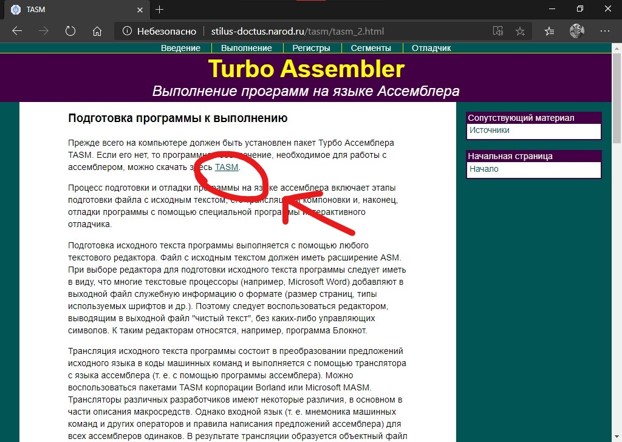 TASM
Небезопасно
stilus-doctus.narod.ru/tasm/tasm_2.html
Введение Выполнение Регистры Сегменты Отладчик
Turbo Assembler
Выполнение программ на языке Ассемблера
Подготовка программы к выполнению
Прежде всего на компьютере должен быть установлен пакет Турбо Ассемблера
TASM. Если его нет, то программное обеспечение, необходимое для работы с
ассемблером, можно скачать здесь TASM.
Процесс подготовки и отладки программы на языке ассемблера включает этапы
подготовки файла с исходным текстом, его трансляции, компоновки и, наконец,
отладки программы с помощью специальной программы интерактивного
отладчика.
Подготовка исходного текста программы выполняется с помощью любого
текстового редактора. Файл с исходным текстом должен иметь расширение ASM.
При выборе редактора для подготовки исходного текста программы следует иметь
в виду, что многие текстовые процессоры (например, Microsoft Word) добавляют в
выходной файл служебную информацию о формате (размер страниц, типы
используемых шрифтов и др.). Поэтому следует воспользоваться редактором,
выводящим в выходной файл "чистый текст", без каких-либо управляющих
символов. К таким редакторам относятся, например, программа Блокнот.
Трансляция исходного текста программы состоит в преобразовании предложений
исходного языка в коды машинных команд и выполняется с помощью транслятора
с языка ассемблера (т. е. с помощью программы ассемблера). Можно
воспользоваться пакетами TASM корпорации Borland или Microsoft MASM.
Трансляторы различных разработчиков имеют некоторые различия, в основном в
части описания макросредств. Однако входной язык (т. е. мнемоника машинных
команд и других операторов и правила написания предложений ассемблера) для
всех ассемблеров одинаков. В результате трансляции образуется объектный файл
Сопутствующий материал
Источники
Начальная страница
Начало